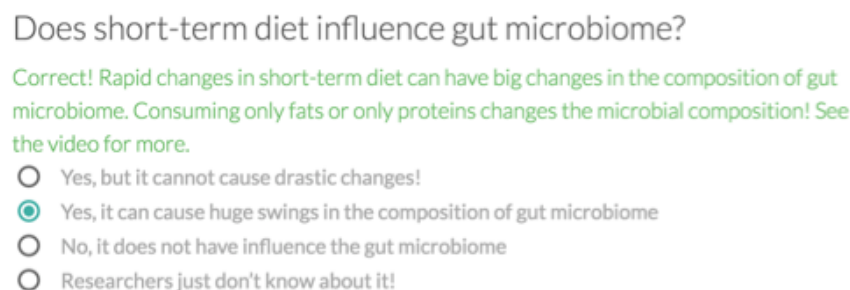 Does short-term diet influence gut microbiome?
Correct! Rapid changes in short-term diet can have big changes in the composition of gut
microbiome. Consuming only fats or only proteins changes the microbial composition! See
the video for more.
Yes, but it cannot cause drastic changes!
Yes, it can cause huge swings in the composition of gut microbiome
No, it does not have influence the gut microbiome
Researchers just don't know about it!